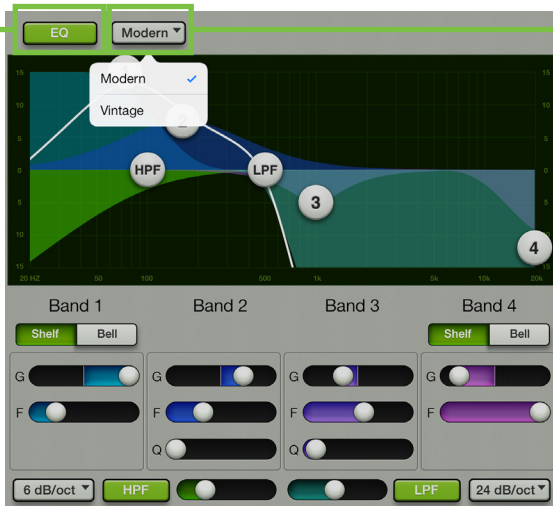 EQ Modern
Modern
Vintage
15 15
10 10
5 5
0 0
5 5
10 10
15 15
2
HPF LPF
3
4
20 HZ 50 100 500 1k 5k 10k 20k
Band 1 Band 2 Band 3 Band 4
Shelf Bell Shelf Bell
G G G G
F F F F
Q Q
6 dB/oct HPF LPF 24 dB/oct